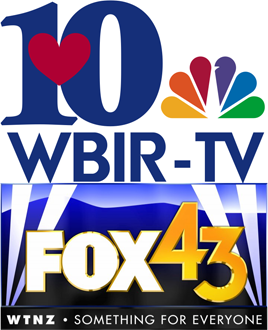 10
WBIR-TV
FOX 43
WTNZ • SOMETHING FOR EVERYONE